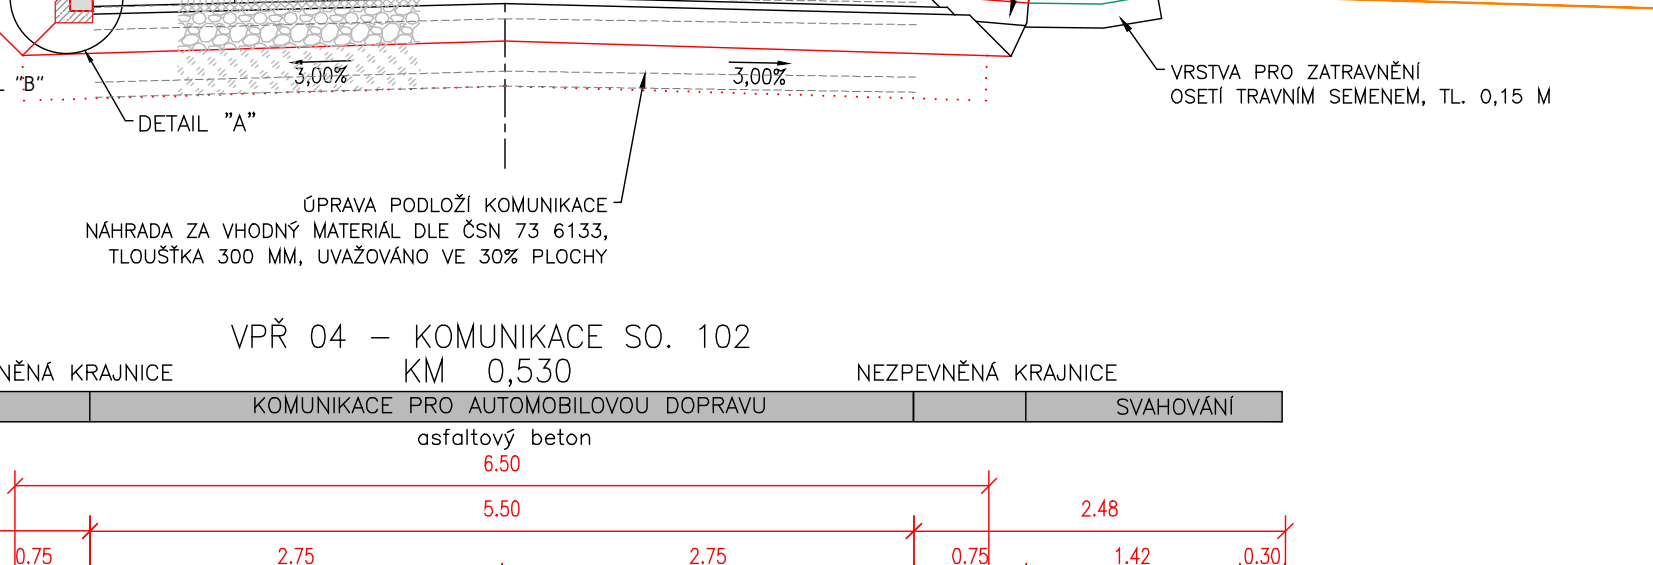 "B"
3,00%
3,00%
VRSTVA PRO ZATRAVNĚNÍ
OSETÍ TRAVNÍM SEMENEM, TL. 0,15 M
DETAIL "A"
ÚPRAVA PODLOŽÍ KOMUNIKACE
NÁHRADA ZA VHODNÝ MATERIÁL DLE ČSN 73 6133,
TLOUŠŤKA 300 MM, UVAŽOVÁNO VE 30% PLOCHY
VPŘ 04 – KOMUNIKACE SO. 102
KM 0,530
NĚNÁ KRAJNICE
NEZPEVNĚNÁ KRAJNICE
KOMUNIKACE PRO AUTOMOBILOVOU DOPRAVU
SVAHOVÁNÍ
asfaltový beton
6.50
5.50
2.48
0.75
2.75
2.75
0.75
1.42
0.30